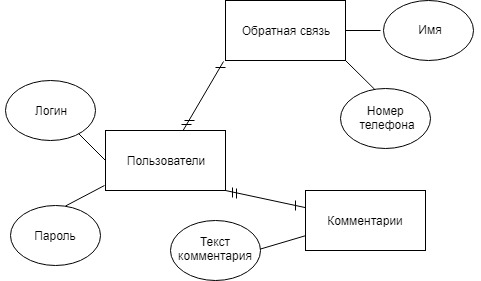 Обратная связь
Имя
Логин
Номер
телефона
Пользователи
Комментарии
Пароль
Текст
комментария